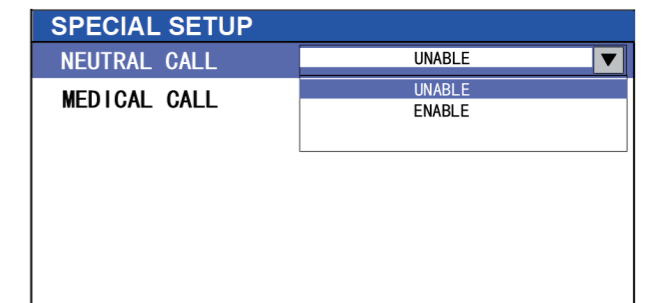 SPECIAL SETUP
NEUTRAL CALL UNABLE
UNABLE
MEDICAL CALL
ENABLE